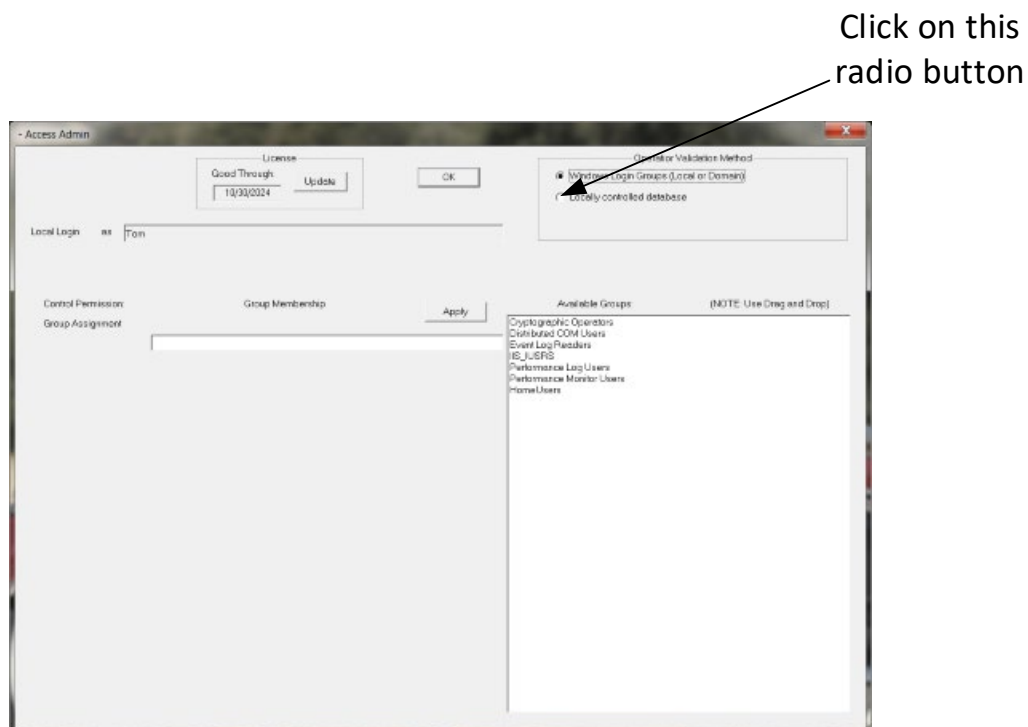 Click on this
radio button
- Access Admin
X
License
Good Through:
Update
10/30/2024
OK
Operator Validation Method
Windows Login Groups (Local or Domain)
Locally controlled database
Local Login as Tom
Control Permission:
Group Membership
Apply
Available Groups:
(NOTE: Use Drag and Drop)
Group Assignment
Cryptographic Operators
Distributed COM Users
Event Log Readers
IIS_IUSRS
Performance Log Users
Performance Monitor Users
HomeUsers